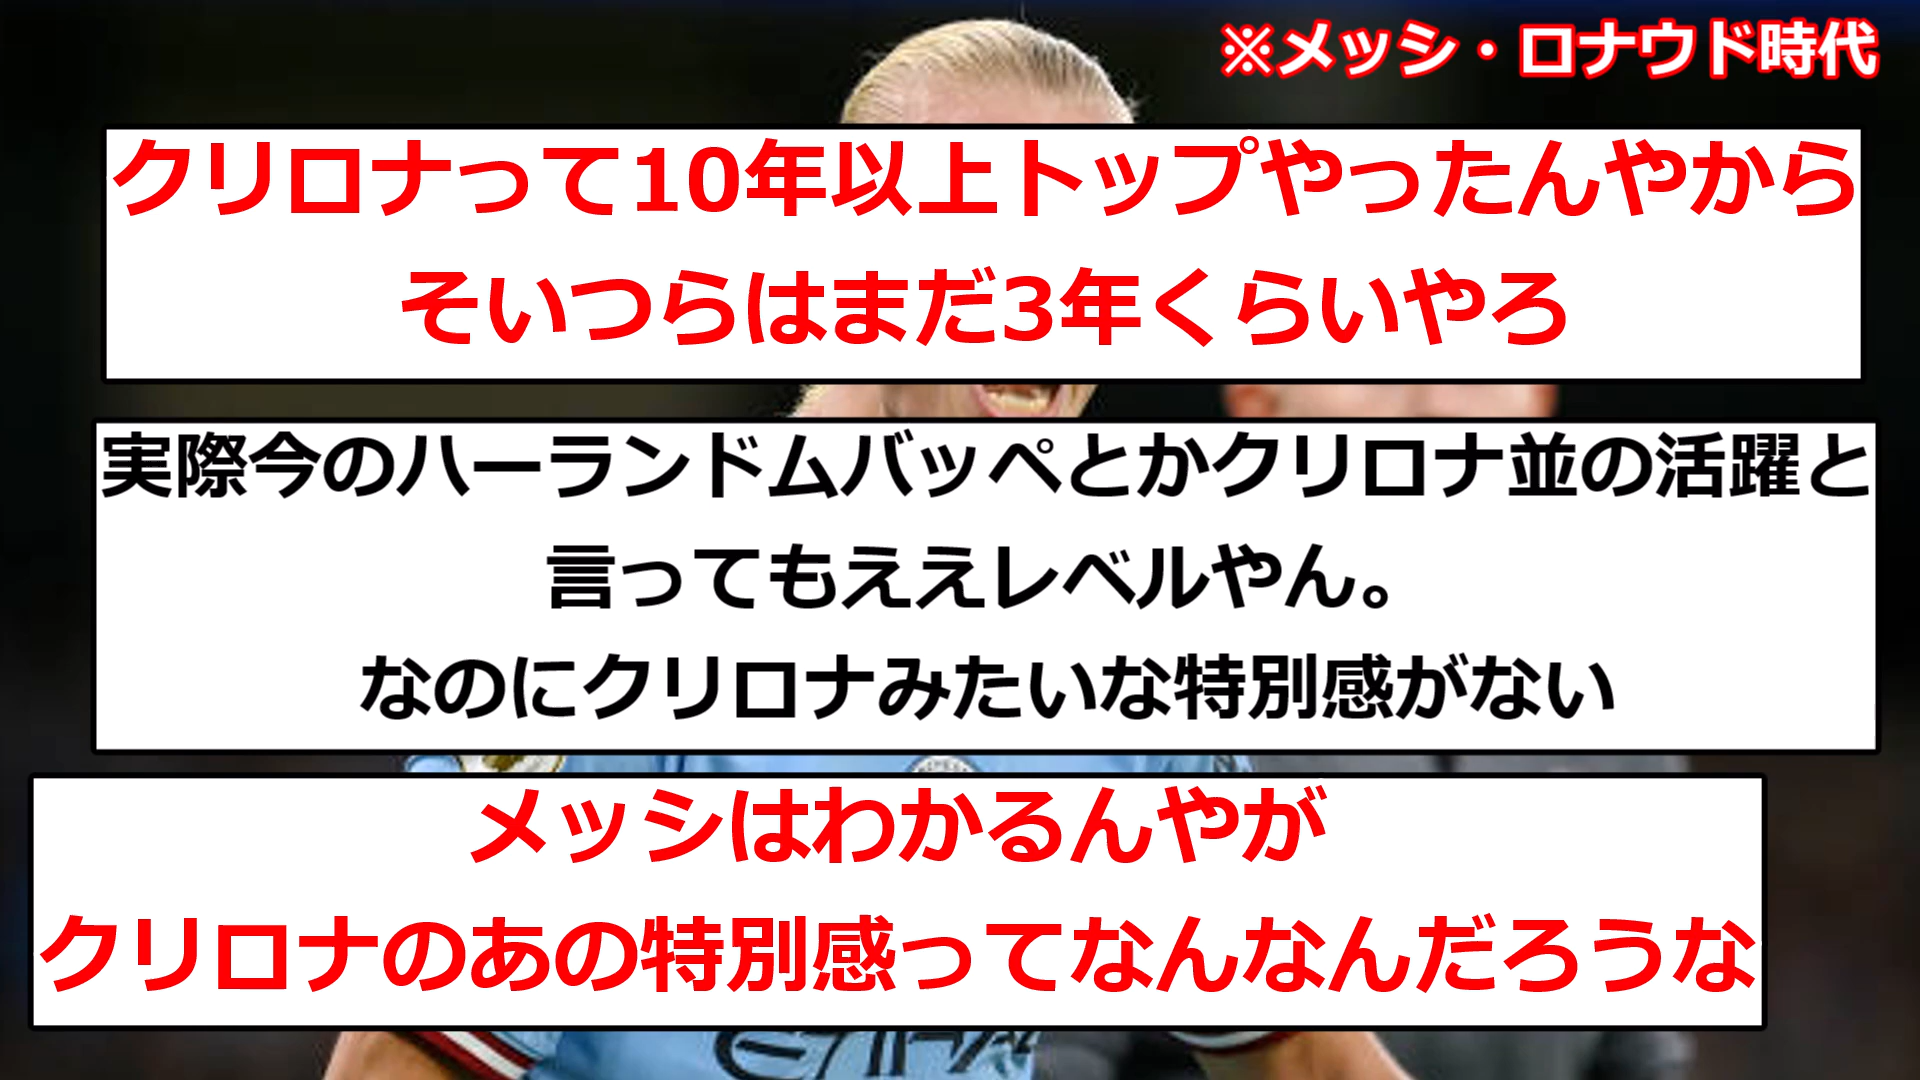 ※メッシ・ロナウド時代
クリロナって10年以上トップやったんやから
そいつらはまだ3年くらいやろ
実際今のハーランドムバッペとかクリロナ並の活躍と
言ってもええレベルやん。
なのにクリロナみたいな特別感がない
メッシはわかるんやが
クリロナのあの特別感ってなんなんだろうな